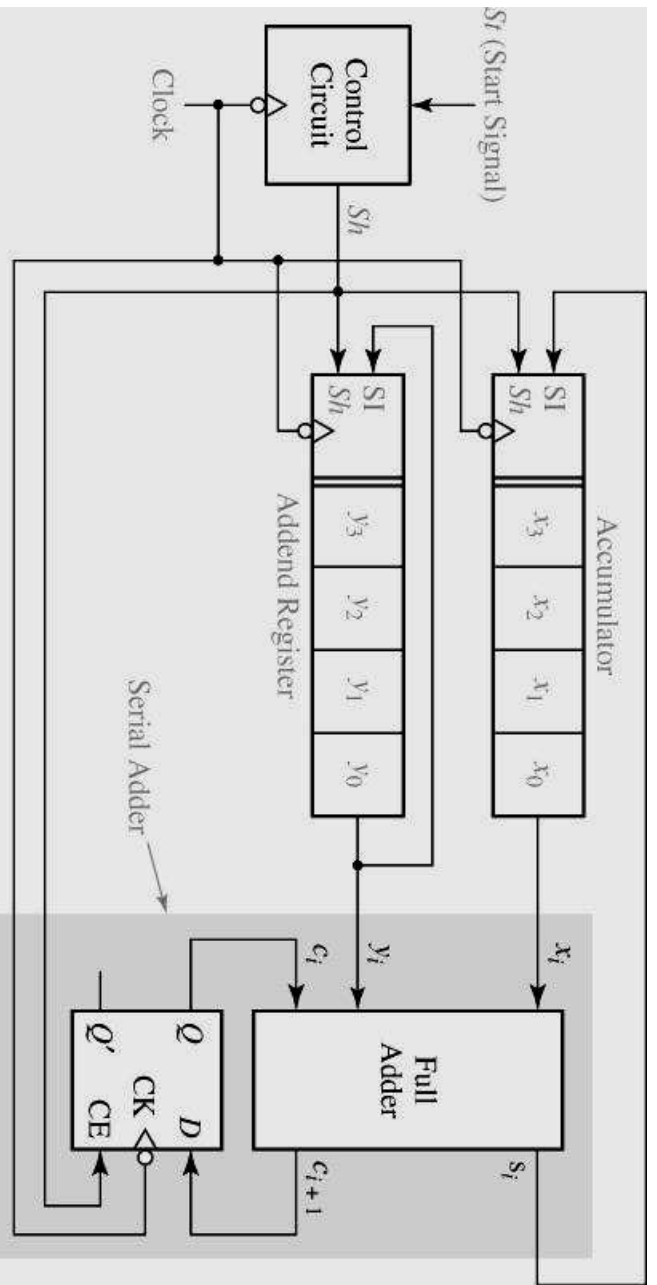 St (Start Signal)
Control
Circuit
Clock
Sh
SI
Sh
x3
x2
x1
x0
Accumulator
SI
Sh
y3
y2
y1
y0
Addend Register
Serial Adder
xi
yi
ci
Full
Adder
si
ci + 1
Q
Q′
D
CK
CE